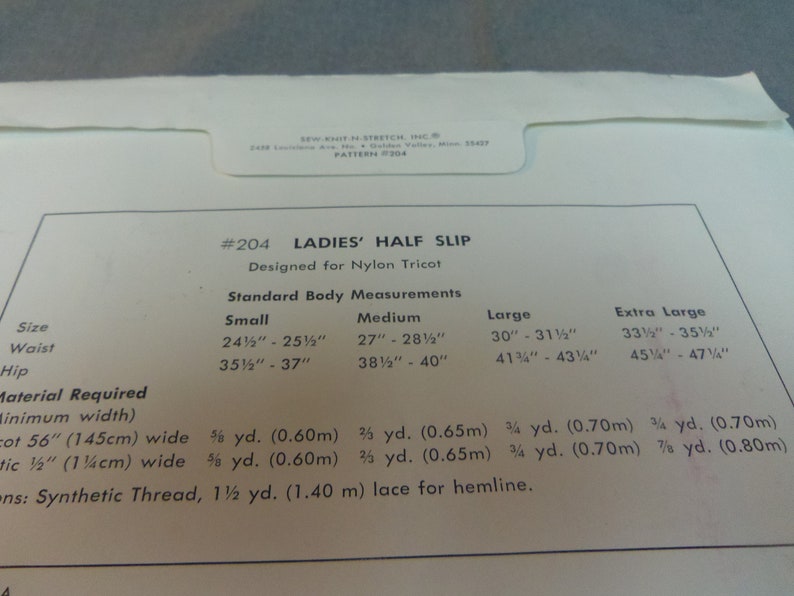 SEW-KNIT-N-STRETCH, INC.®
2428 Louisiana Ave. No. • Golden Valley, Minn. 55427
PATTERN #204
#204 LADIES' HALF SLIP
Designed for Nylon Tricot
Standard Body Measurements
Size Small Medium Large Extra Large
Waist 24½" - 25½" 27" - 28½" 30" - 31½" 33½" - 35½"
Hip 35½" - 37" 38½" - 40" 41¾" - 43¼" 45¼" - 47¼"
Material Required
Minimum width)
cot 56" (145cm) wide ⅝ yd. (0.60m) ⅔ yd. (0.65m) ¾ yd. (0.70m) ¾ yd. (0.70m)
tic ½" (1¼cm) wide ⅝ yd. (0.60m) ⅔ yd. (0.65m) ¾ yd. (0.70m) ⅞ yd. (0.80m)
ons: Synthetic Thread, 1½ yd. (1.40 m) lace for hemline.
A